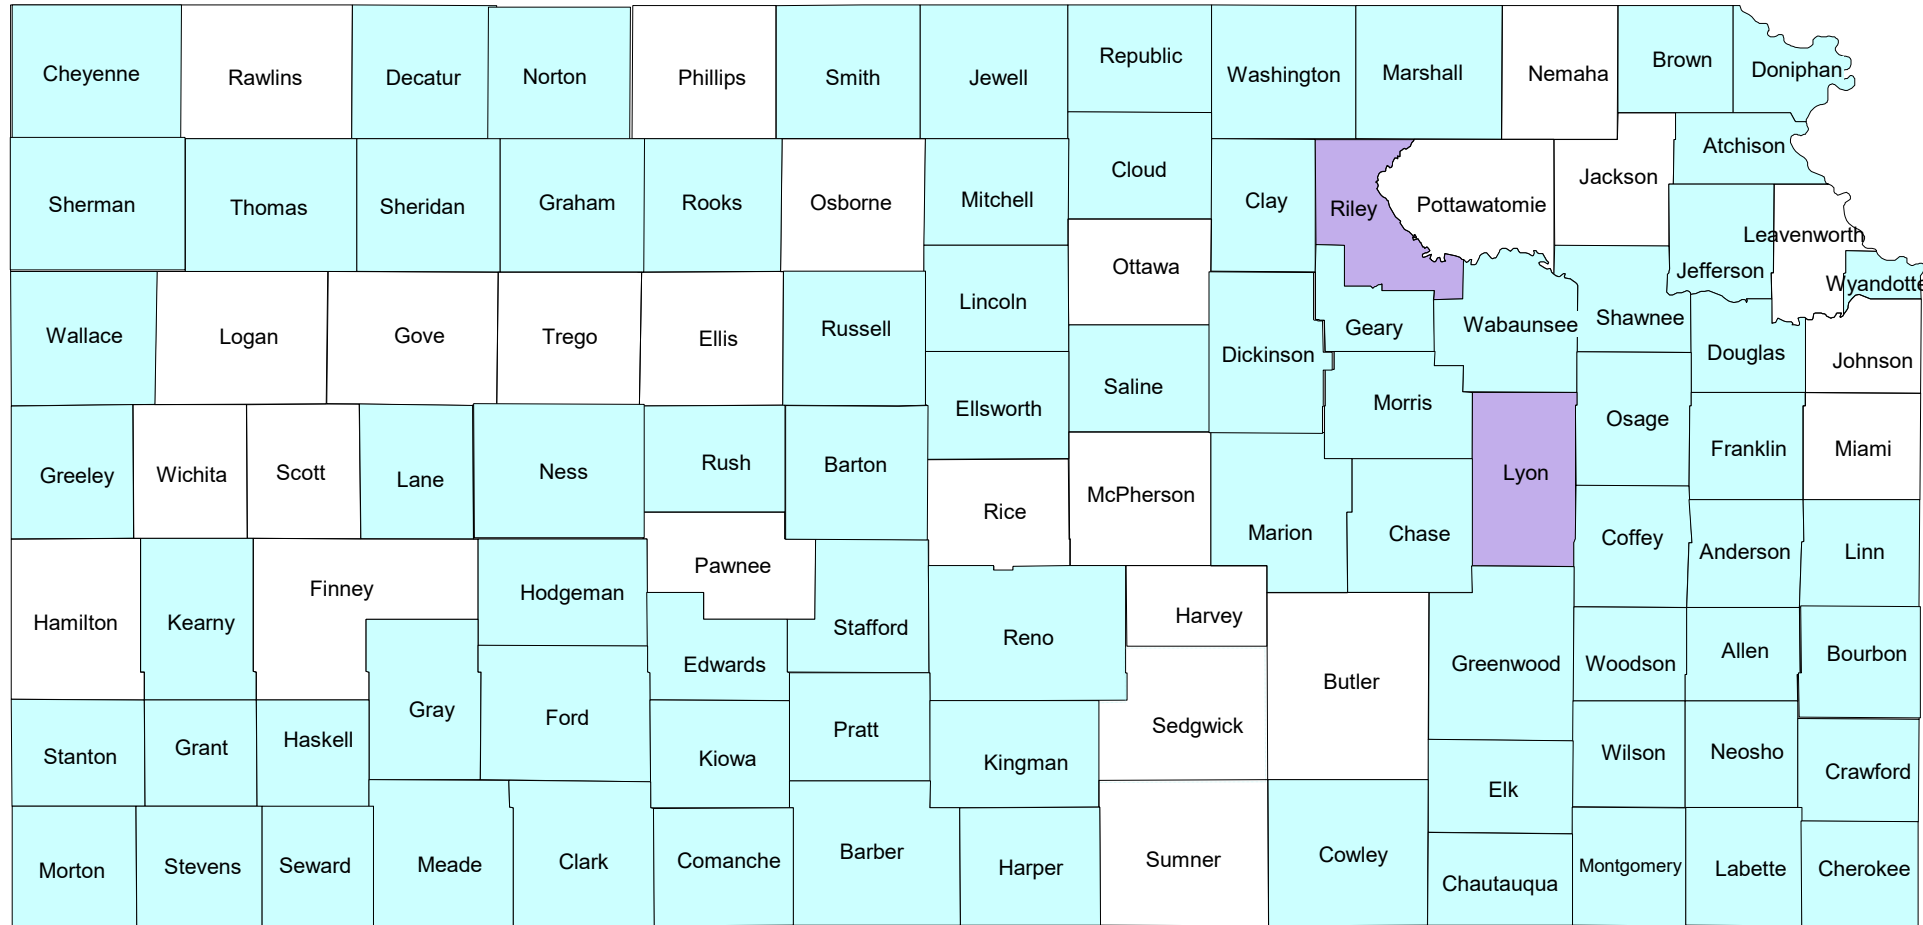 Cheyenne
Rawlins
Decatur
Norton
Phillips
Smith
Jewell
Republic
Washington
Marshall
Nemaha
Brown
Doniphan
Sherman
Thomas
Sheridan
Graham
Rooks
Osborne
Mitchell
Cloud
Clay
Riley
Pottawatomie
Jackson
Atchison
Leavenworth
Jefferson
Wyandotte
Wallace
Logan
Gove
Trego
Ellis
Russell
Lincoln
Ottawa
Saline
Dickinson
Geary
Wabaunsee
Shawnee
Douglas
Johnson
Greeley
Wichita
Scott
Lane
Ness
Rush
Barton
Ellsworth
Rice
McPherson
Marion
Morris
Chase
Lyon
Osage
Franklin
Miami
Hamilton
Kearny
Finney
Hodgeman
Pawnee
Edwards
Stafford
Reno
Harvey
Butler
Greenwood
Coffey
Anderson
Linn
Woodson
Allen
Bourbon
Stanton
Grant
Haskell
Gray
Ford
Kiowa
Pratt
Kingman
Sedgwick
Elk
Wilson
Neosho
Crawford
Morton
Stevens
Seward
Meade
Clark
Comanche
Barber
Harper
Sumner
Cowley
Chautauqua
Montgomery
Labette
Cherokee